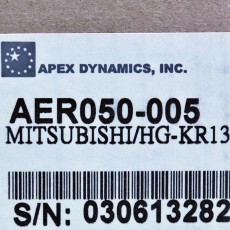 APEX DYNAMICS, INC.
AER050-005
MITSUBISHI/HG-KR13
S/N: 030613282